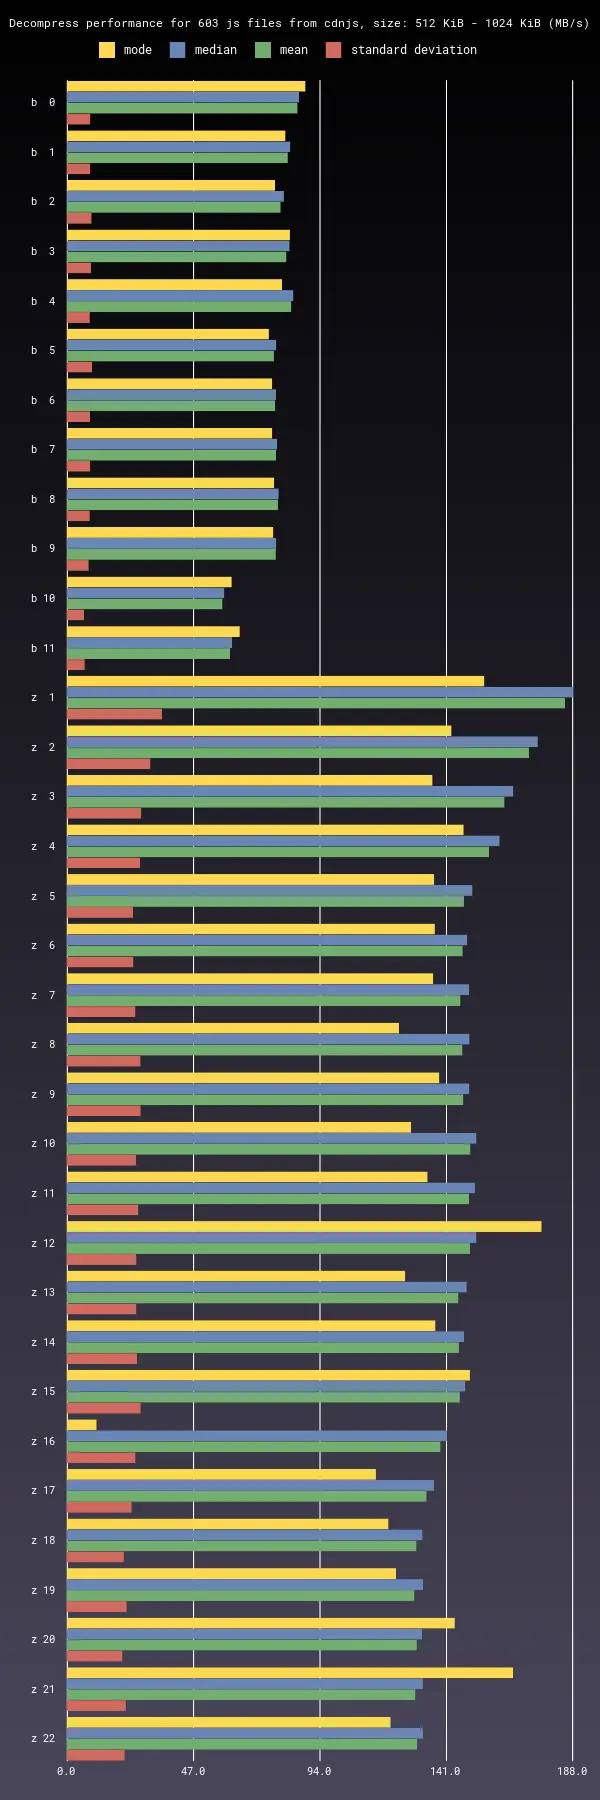 Decompress performance for 603 js files from cdnjs, size: 512 KiB - 1024 KiB (MB/s)
mode median mean standard deviation
b 0
b 1
b 2
b 3
b 4
b 5
b 6
b 7
b 8
b 9
b 10
b 11
z 1
z 2
z 3
z 4
z 5
z 6
z 7
z 8
z 9
z 10
z 11
z 12
z 13
z 14
z 15
z 16
z 17
z 18
z 19
z 20
z 21
z 22
0.0 47.0 94.0 141.0 188.0